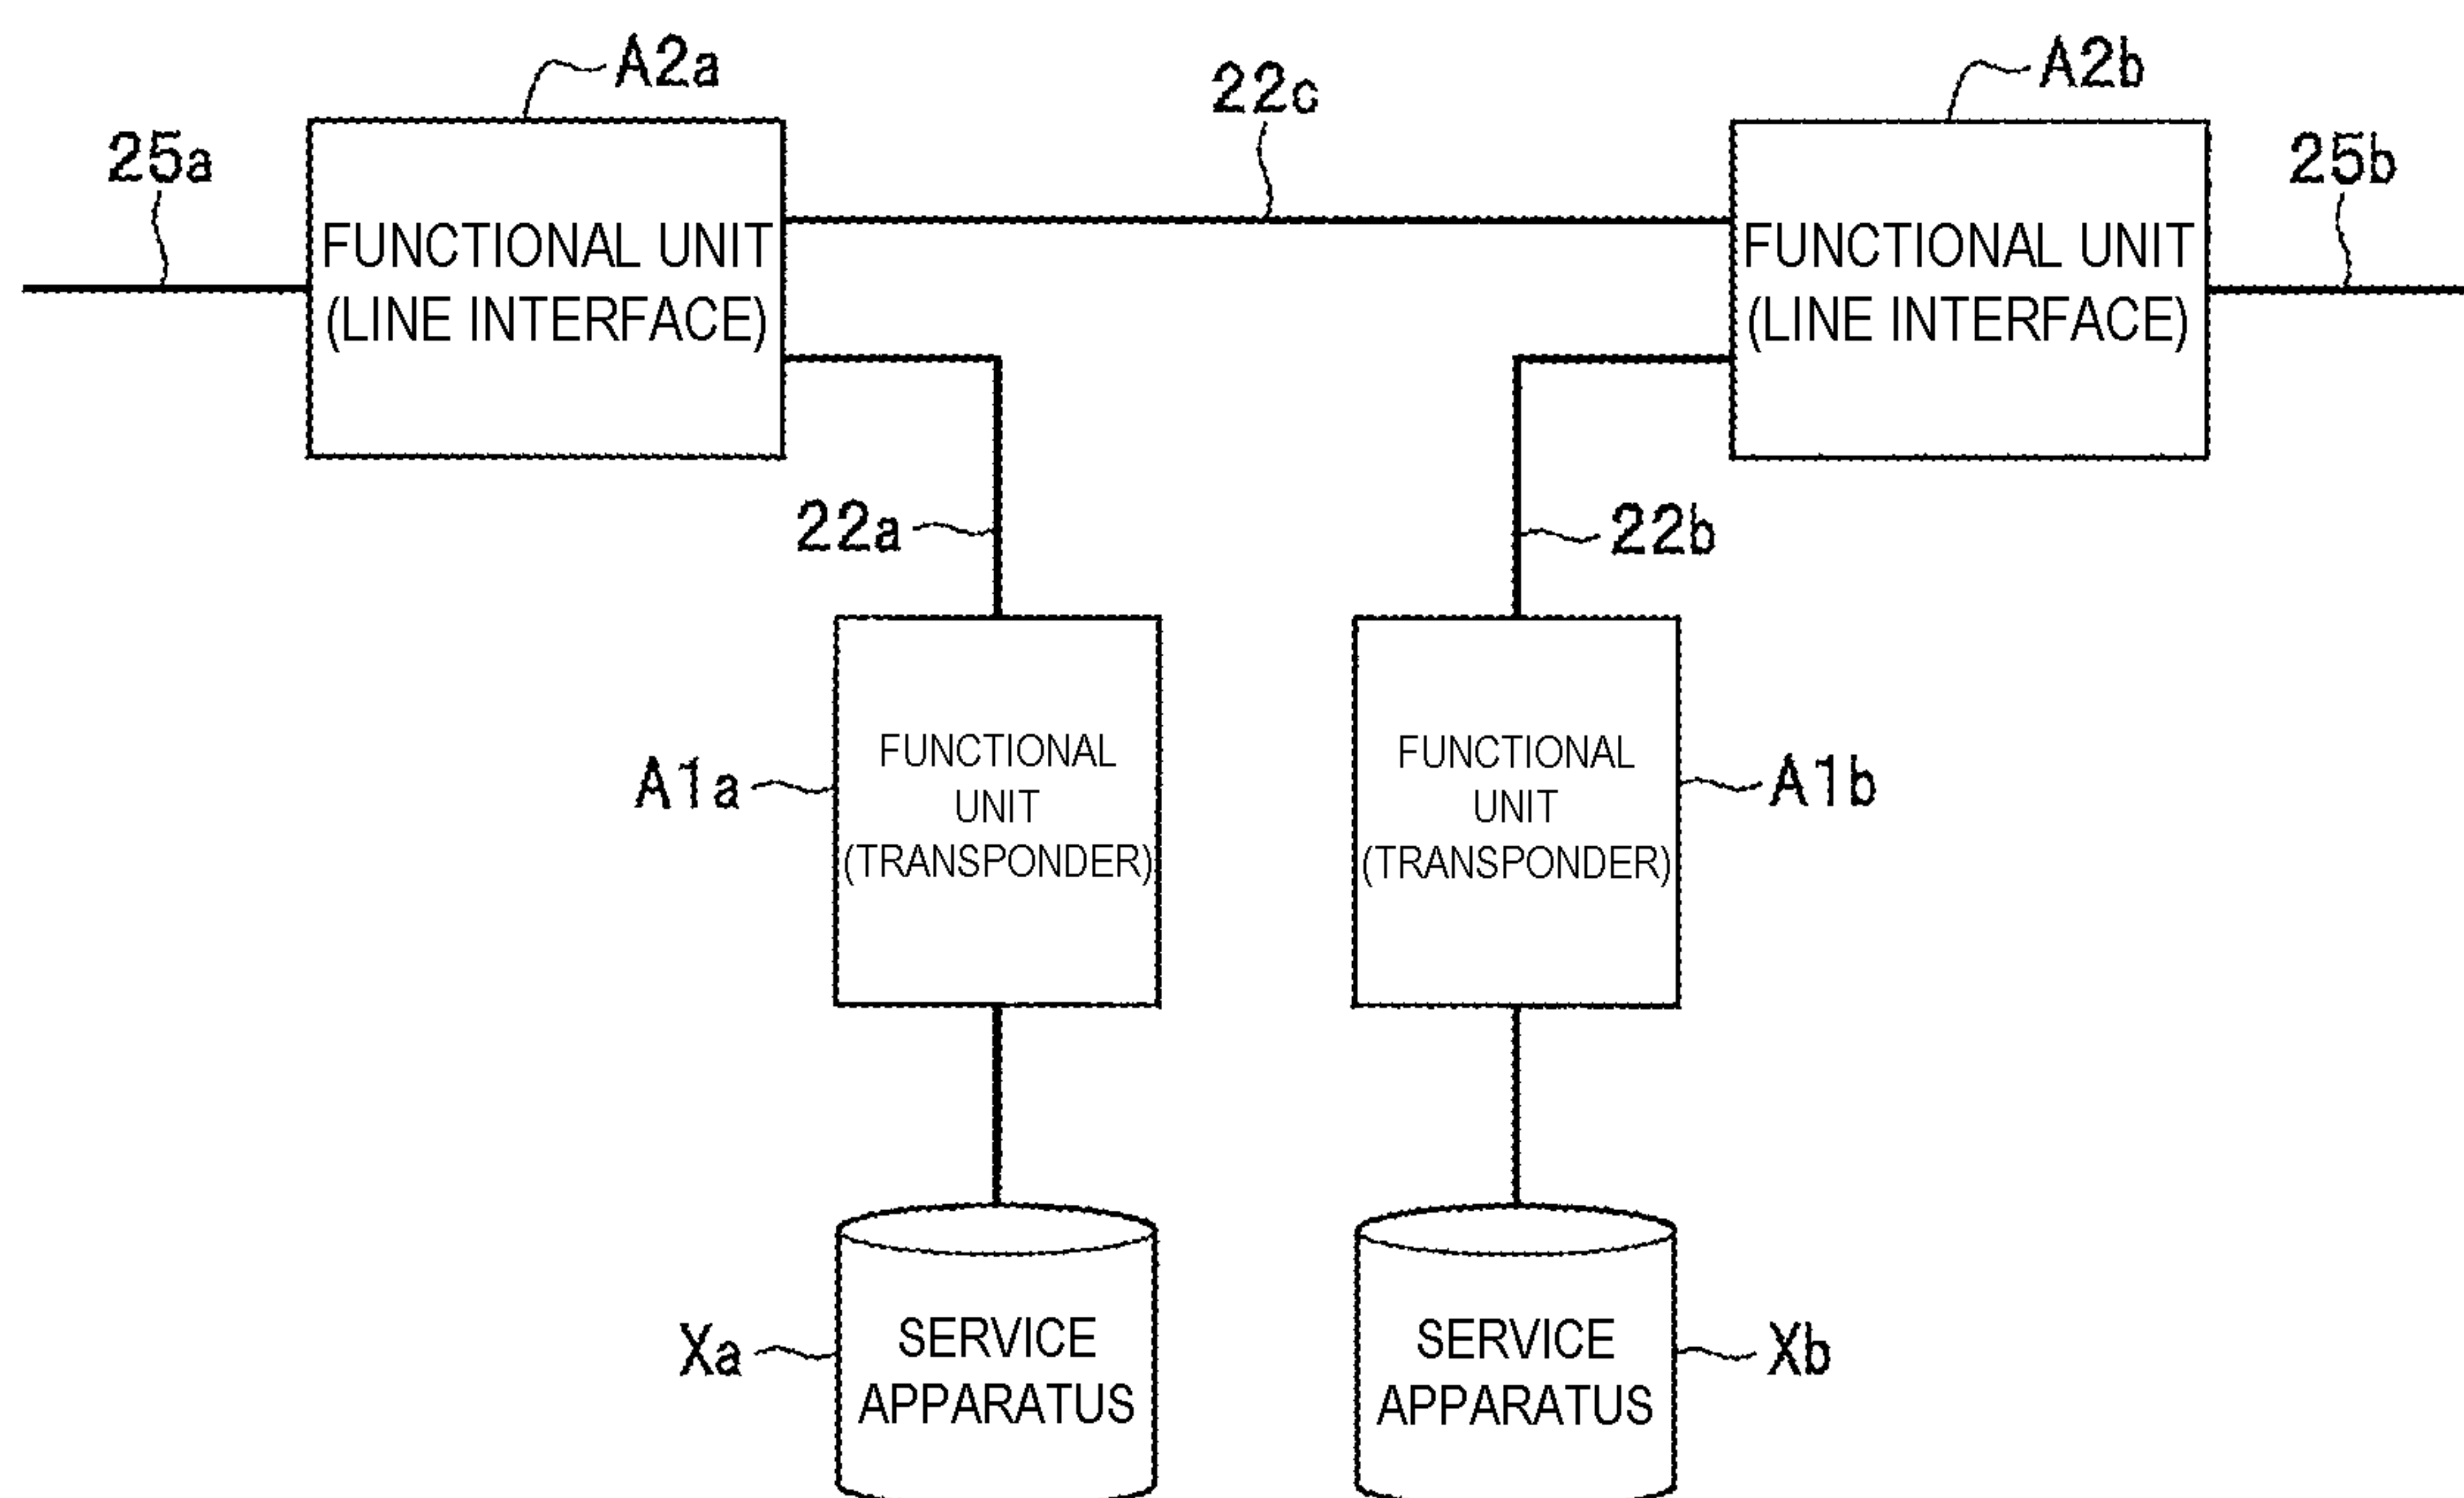 A2a
22c
A2b
25a
25b
FUNCTIONAL UNIT
(LINE INTERFACE)
FUNCTIONAL UNIT
(LINE INTERFACE)
22a
22b
A1a
FUNCTIONAL
UNIT
(TRANSPONDER)
FUNCTIONAL
UNIT
(TRANSPONDER)
A1b
Xa
SERVICE
APPARATUS
SERVICE
APPARATUS
Xb